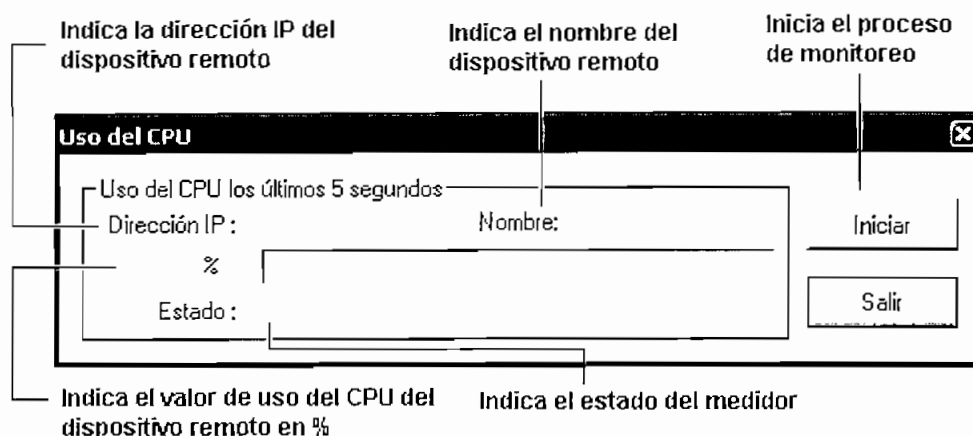 Indica la dirección IP del
dispositivo remoto
Indica el nombre del
dispositivo remoto
Inicia el proceso
de monitoreo
Uso del CPU
Uso del CPU los últimos 5 segundos
Dirección IP :
Nombre:
Iniciar
%
Estado :
Salir
Indica el valor de uso del CPU del
dispositivo remoto en %
Indica el estado del medidor